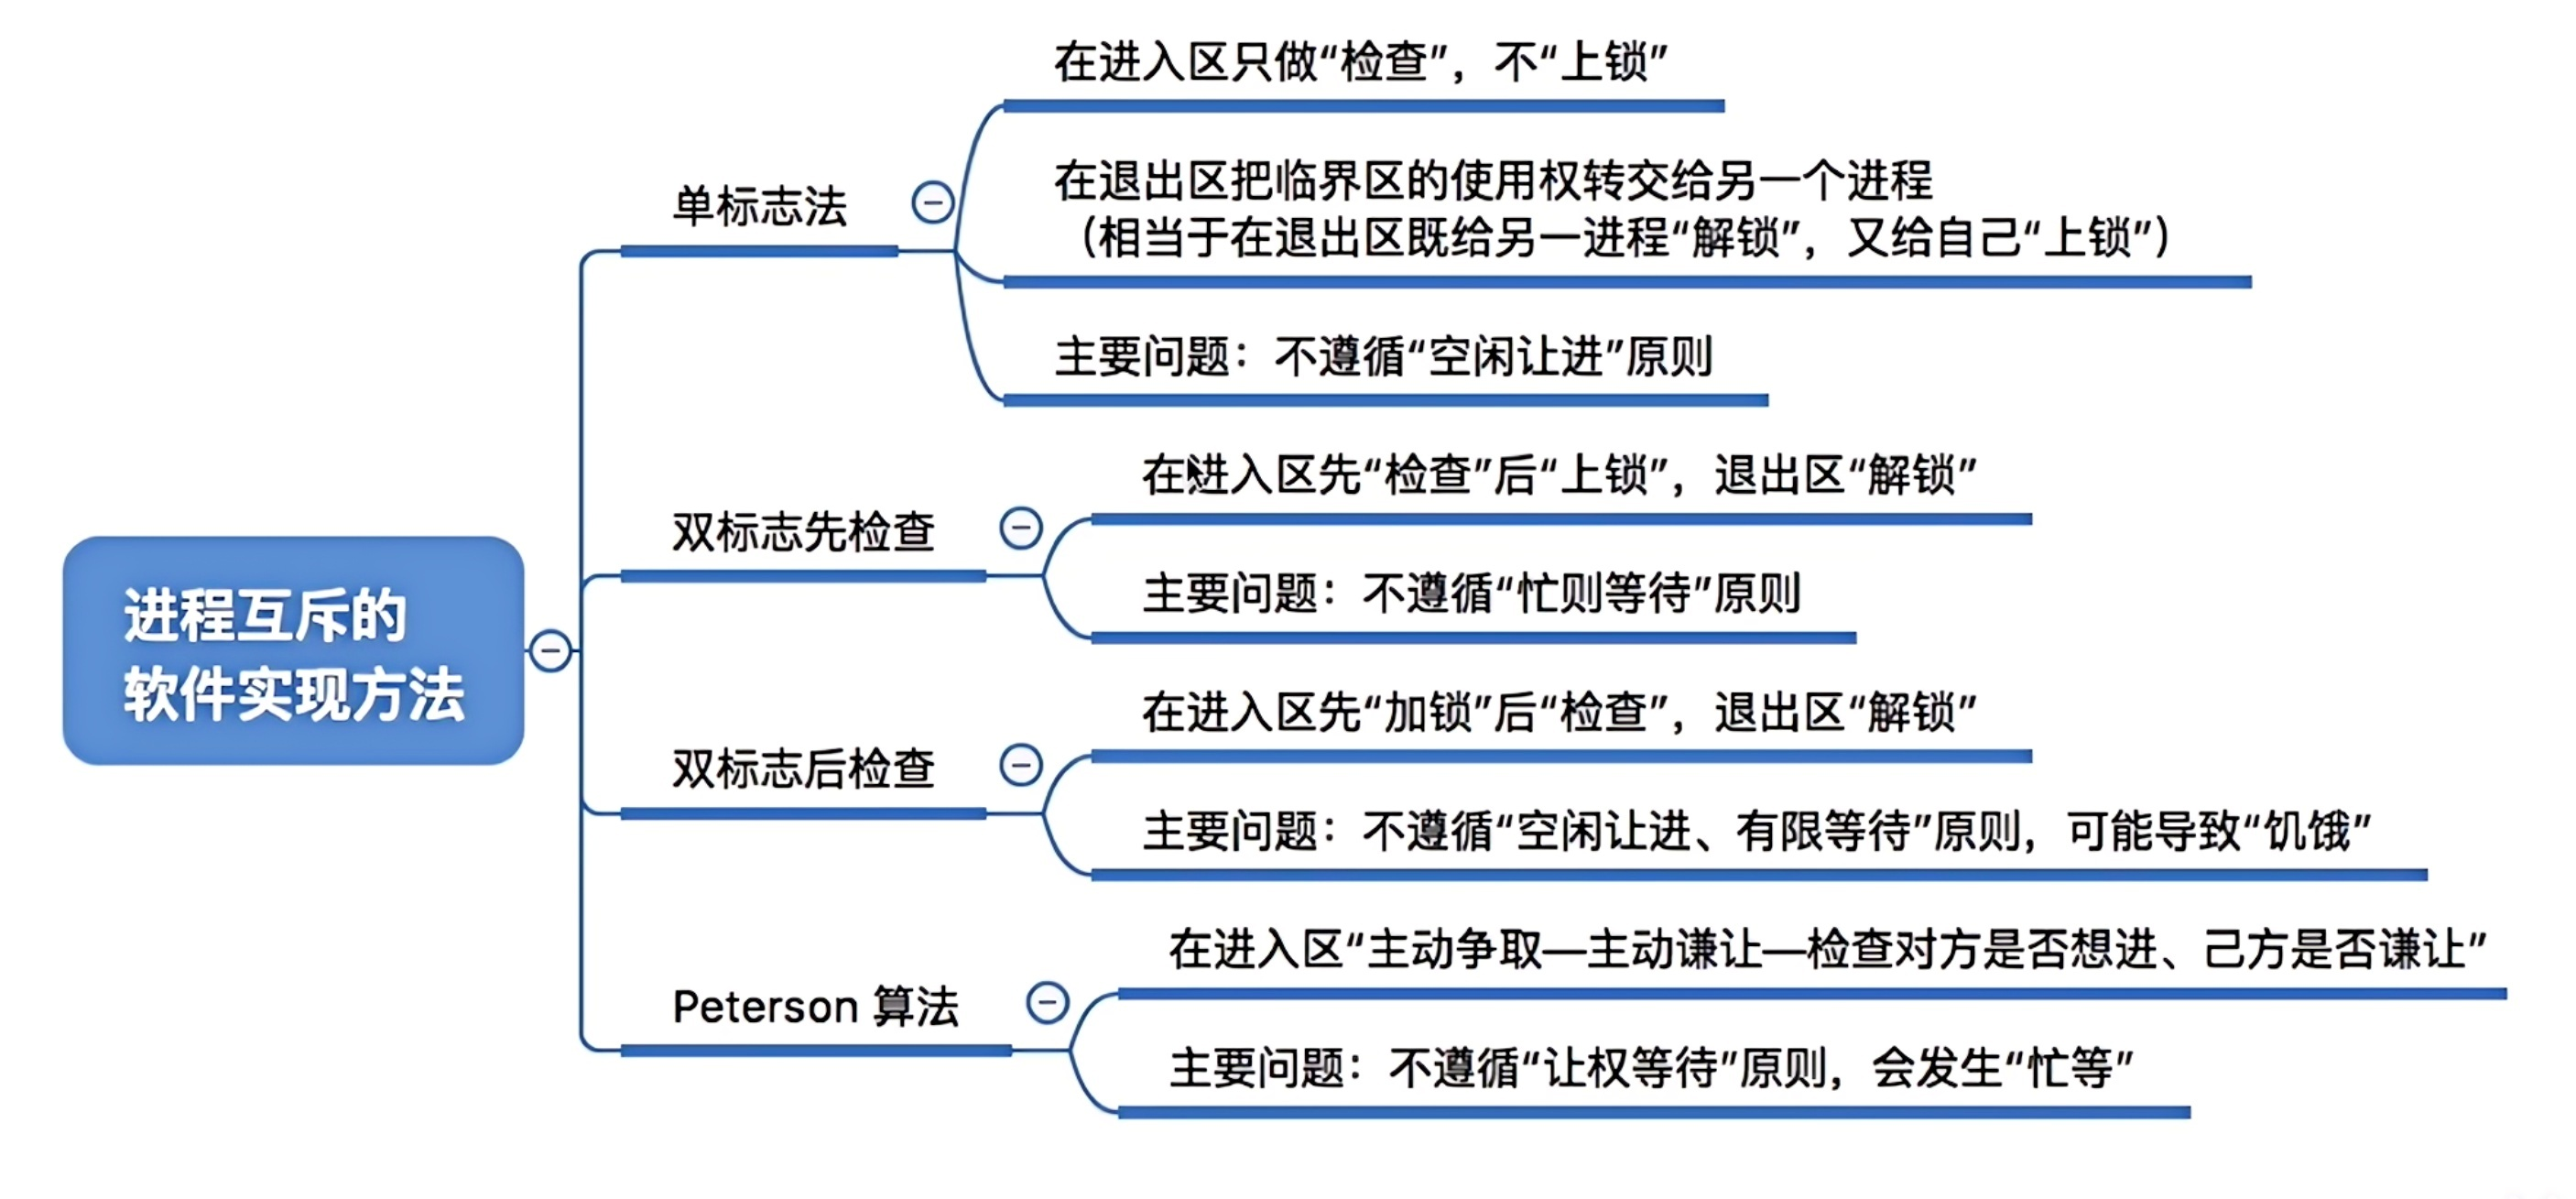 进程互斥的
软件实现方法
单标志法
在进入区只做“检查”，不“上锁”
在退出区把临界区的使用权转交给另一个进程
（相当于在退出区既给另一进程“解锁”，又给自己“上锁”）
主要问题：不遵循“空闲让进”原则
双标志先检查
在进入区先“检查”后“上锁”，退出区“解锁”
主要问题：不遵循“忙则等待”原则
双标志后检查
在进入区先“加锁”后“检查”，退出区“解锁”
主要问题：不遵循“空闲让进、有限等待”原则，可能导致“饥饿”
Peterson 算法
在进入区“主动争取—主动谦让—检查对方是否想进、己方是否谦让”
主要问题：不遵循“让权等待”原则，会发生“忙等”